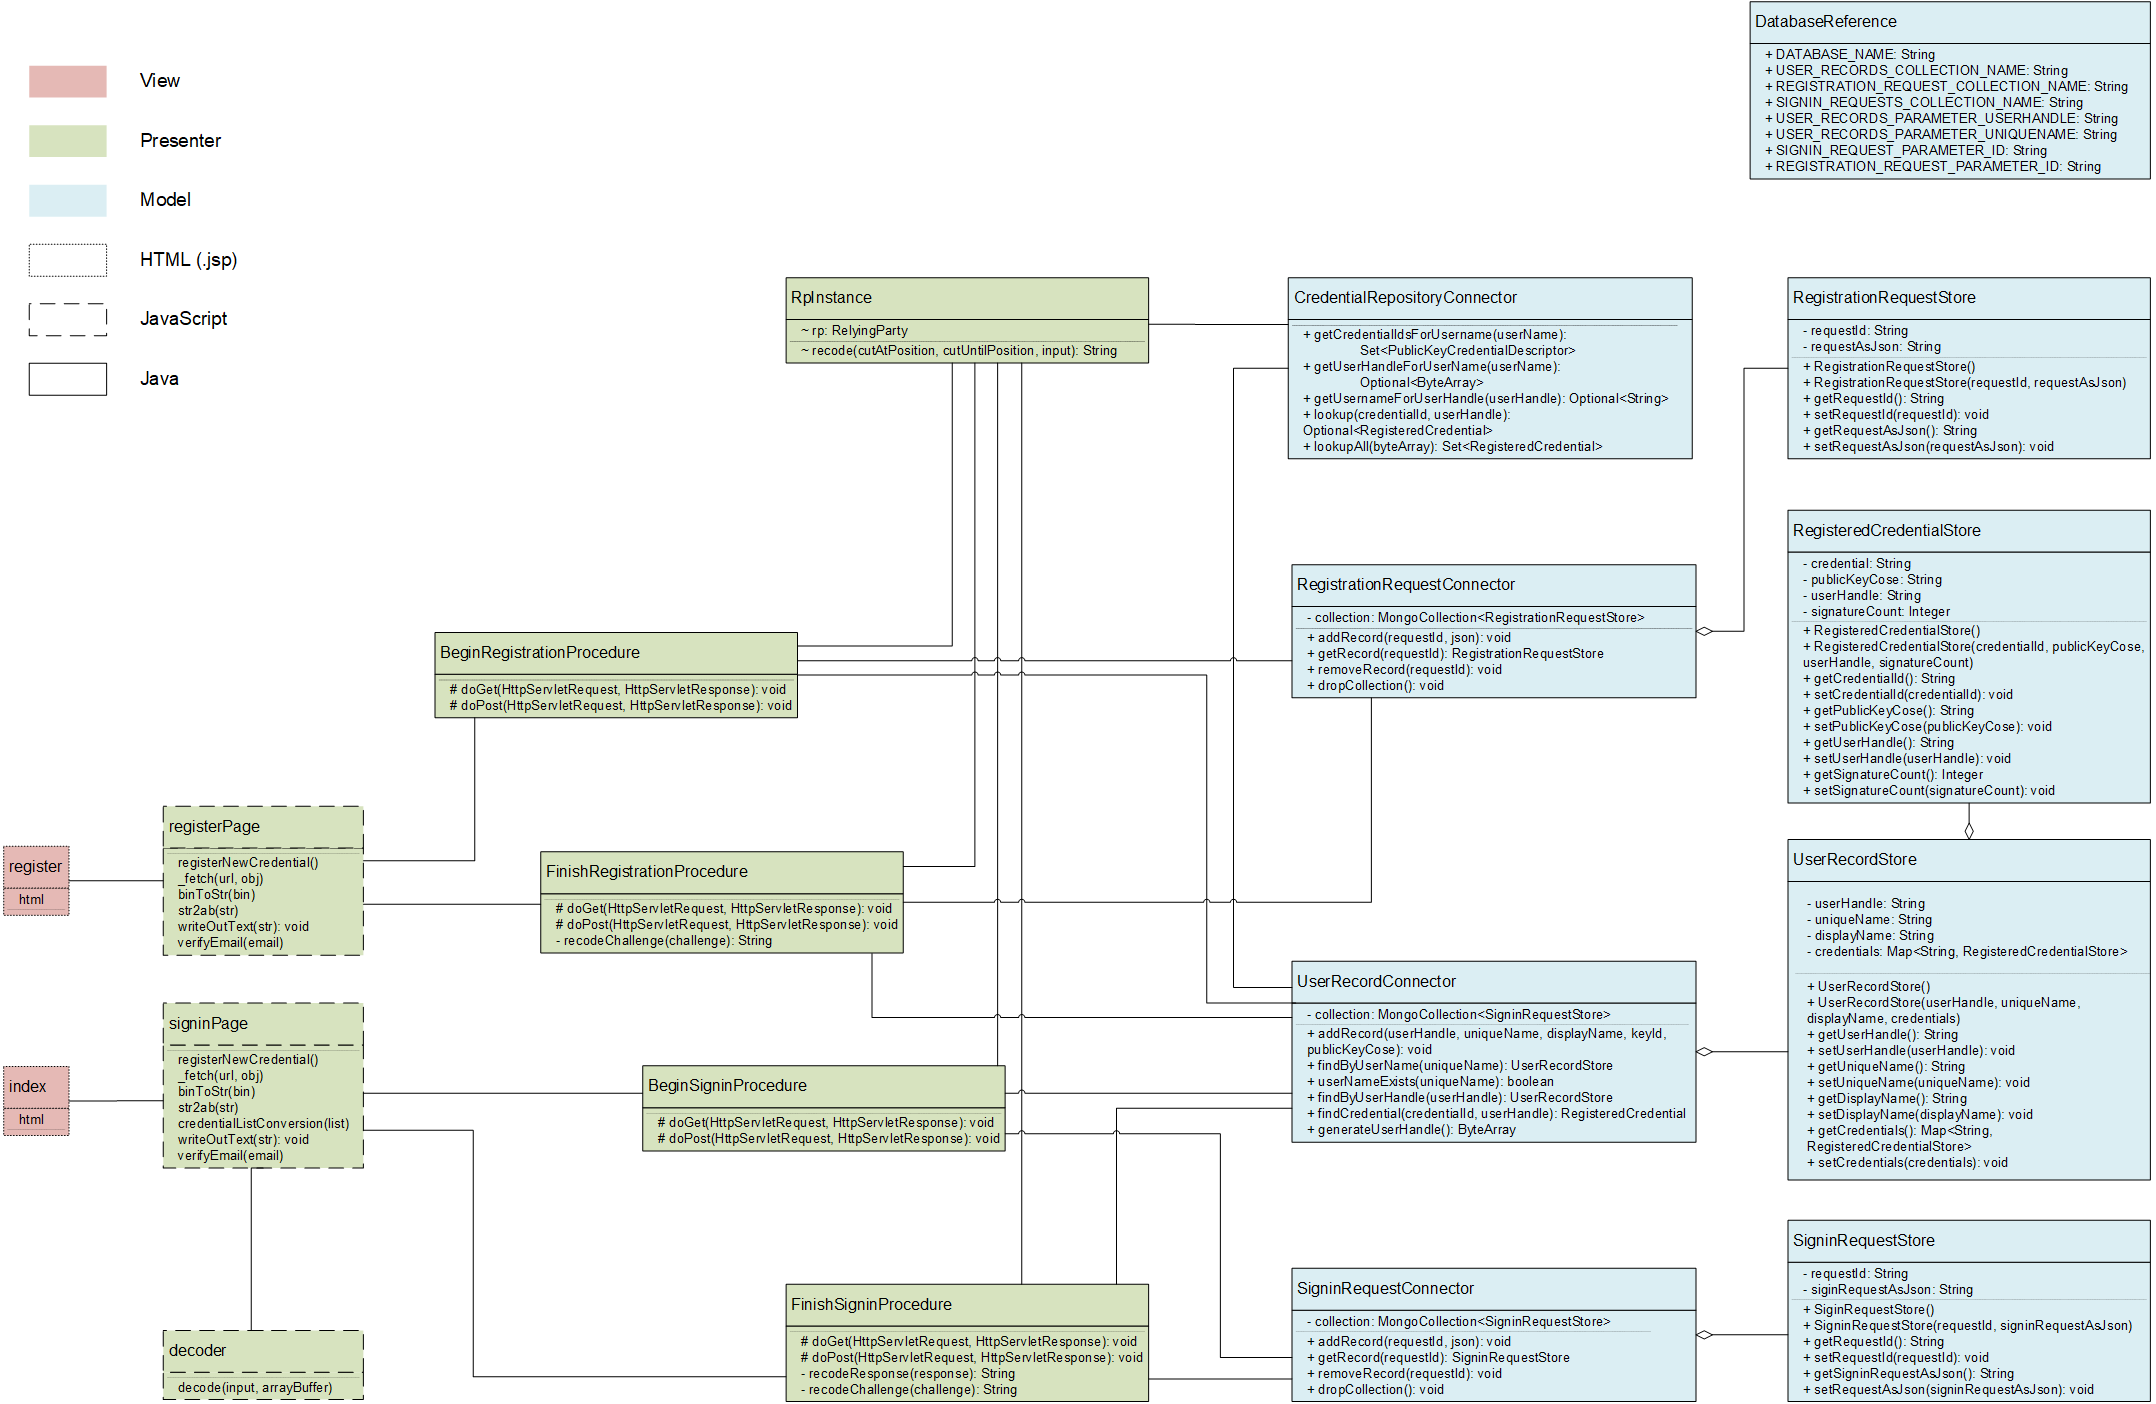 View
Presenter
Model
HTML (.jsp)
JavaScript
Java
DatabaseReference
+ DATABASE_NAME: String
+ USER_RECORDS_COLLECTION_NAME: String
+ REGISTRATION_REQUEST_COLLECTION_NAME: String
+ SIGNIN_REQUESTS_COLLECTION_NAME: String
+ USER_RECORDS_PARAMETER_USERHANDLE: String
+ USER_RECORDS_PARAMETER_UNIQUENAME: String
+ SIGNIN_REQUEST_PARAMETER_ID: String
+ REGISTRATION_REQUEST_PARAMETER_ID: String
RpInstance
~ rp: RelyingParty
~ recode(cutAtPosition, cutUntilPosition, input): String
CredentialRepositoryConnector
+ getCredentialIdsForUsername(userName):
Set<PublicKeyCredentialDescriptor>
+ getUserHandleForUserName(userName):
Optional<ByteArray>
+ getUsernameForUserHandle(userHandle): Optional<String>
+ lookup(credentialId, userHandle):
Optional<RegisteredCredential>
+ lookupAll(byteArray): Set<RegisteredCredential>
RegistrationRequestStore
- requestId: String
- requestAsJson: String
+ RegistrationRequestStore()
+ RegistrationRequestStore(requestId, requestAsJson)
+ getRequestId(): String
+ setRequestId(requestId): void
+ getRequestAsJson(): String
+ setRequestAsJson(requestAsJson): void
RegisteredCredentialStore
- credential: String
- publicKeyCose: String
- userHandle: String
- signatureCount: Integer
+ RegisteredCredentialStore()
+ RegisteredCredentialStore(credentialId, publicKeyCose,
userHandle, signatureCount)
+ getCredentialId(): String
+ setCredentialId(credentialId): void
+ getPublicKeyCose(): String
+ setPublicKeyCose(publicKeyCose): void
+ getUserHandle(): String
+ setUserHandle(userHandle): void
+ getSignatureCount(): Integer
+ setSignatureCount(signatureCount): void
RegistrationRequestConnector
- collection: MongoCollection<RegistrationRequestStore>
+ addRecord(requestId, json): void
+ getRecord(requestId): RegistrationRequestStore
+ removeRecord(requestId): void
+ dropCollection(): void
BeginRegistrationProcedure
# doGet(HttpServletRequest, HttpServletResponse): void
# doPost(HttpServletRequest, HttpServletResponse): void
registerPage
registerNewCredential()
_fetch(url, obj)
binToStr(bin)
str2ab(str)
writeOutText(str): void
verifyEmail(email)
register
html
FinishRegistrationProcedure
# doGet(HttpServletRequest, HttpServletResponse): void
# doPost(HttpServletRequest, HttpServletResponse): void
- recodeChallenge(challenge): String
UserRecordStore
- userHandle: String
- uniqueName: String
- displayName: String
- credentials: Map<String, RegisteredCredentialStore>
+ UserRecordStore()
+ UserRecordStore(userHandle, uniqueName,
displayName, credentials)
+ getUserHandle(): String
+ setUserHandle(userHandle): void
+ getUniqueName(): String
+ setUniqueName(uniqueName): void
+ getDisplayName(): String
+ setDisplayName(displayName): void
+ getCredentials(): Map<String,
RegisteredCredentialStore>
+ setCredentials(credentials): void
UserRecordConnector
- collection: MongoCollection<SigninRequestStore>
+ addRecord(userHandle, uniqueName, displayName, keyId,
publicKeyCose): void
+ findByUserName(uniqueName): UserRecordStore
+ userNameExists(uniqueName): boolean
+ findByUserHandle(userHandle): UserRecordStore
+ findCredential(credentialId, userHandle): RegisteredCredential
+ generateUserHandle(): ByteArray
signinPage
registerNewCredential()
_fetch(url, obj)
binToStr(bin)
str2ab(str)
credentialListConversion(list)
writeOutText(str): void
verifyEmail(email)
index
html
BeginSigninProcedure
# doGet(HttpServletRequest, HttpServletResponse): void
# doPost(HttpServletRequest, HttpServletResponse): void
SigninRequestStore
- requestId: String
- siginRequestAsJson: String
+ SiginRequestStore()
+ SigninRequestStore(requestId, signinRequestAsJson)
+ getRequestId(): String
+ setRequestId(requestId): void
+ getSigninRequestAsJson(): String
+ setRequestAsJson(signinRequestAsJson): void
SigninRequestConnector
- collection: MongoCollection<SigninRequestStore>
+ addRecord(requestId, json): void
+ getRecord(requestId): SigninRequestStore
+ removeRecord(requestId): void
+ dropCollection(): void
FinishSigninProcedure
# doGet(HttpServletRequest, HttpServletResponse): void
# doPost(HttpServletRequest, HttpServletResponse): void
- recodeResponse(response): String
- recodeChallenge(challenge): String
decoder
decode(input, arrayBuffer)